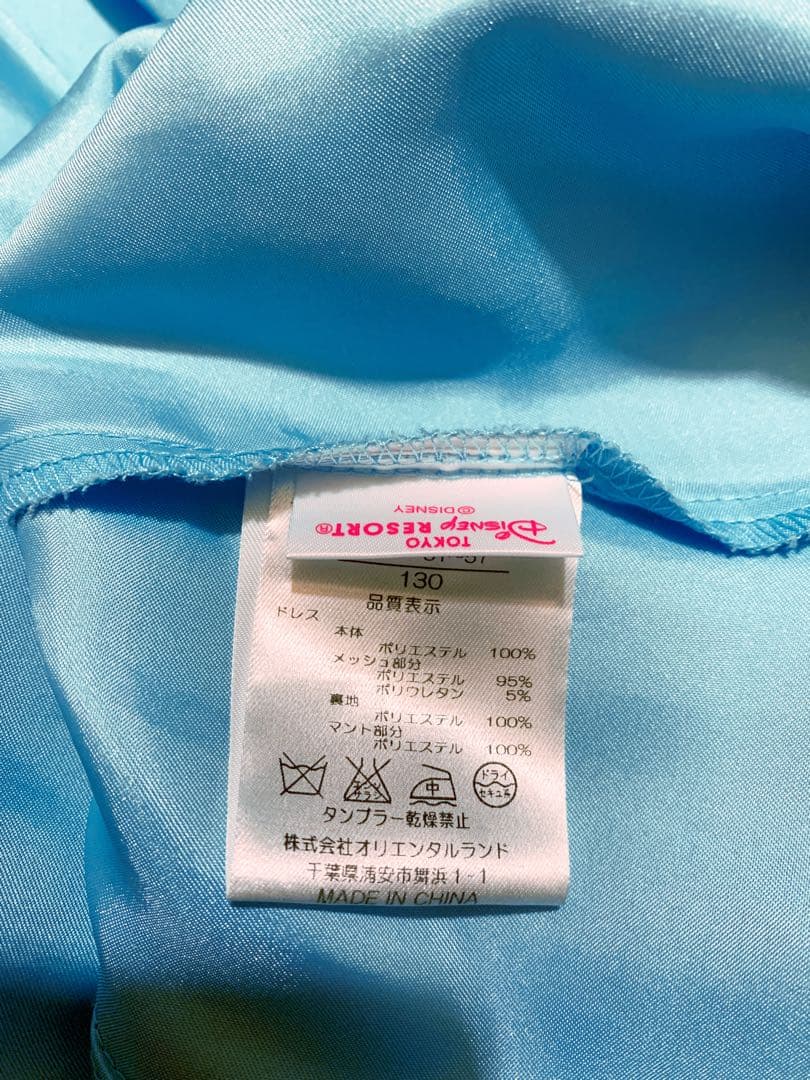 TOKYO
Disney RESORT®
©DISNEY
130
品質表示
ドレス
本体
ポリエステル 100%
メッシュ部分
ポリエステル 95%
ポリウレタン 5%
裏地
ポリエステル 100%
マント部分
ポリエステル 100%
中
ドライ
セキユ系
タンブラー乾燥禁止
株式会社オリエンタルランド
千葉県浦安市舞浜1-1
MADE IN CHINA